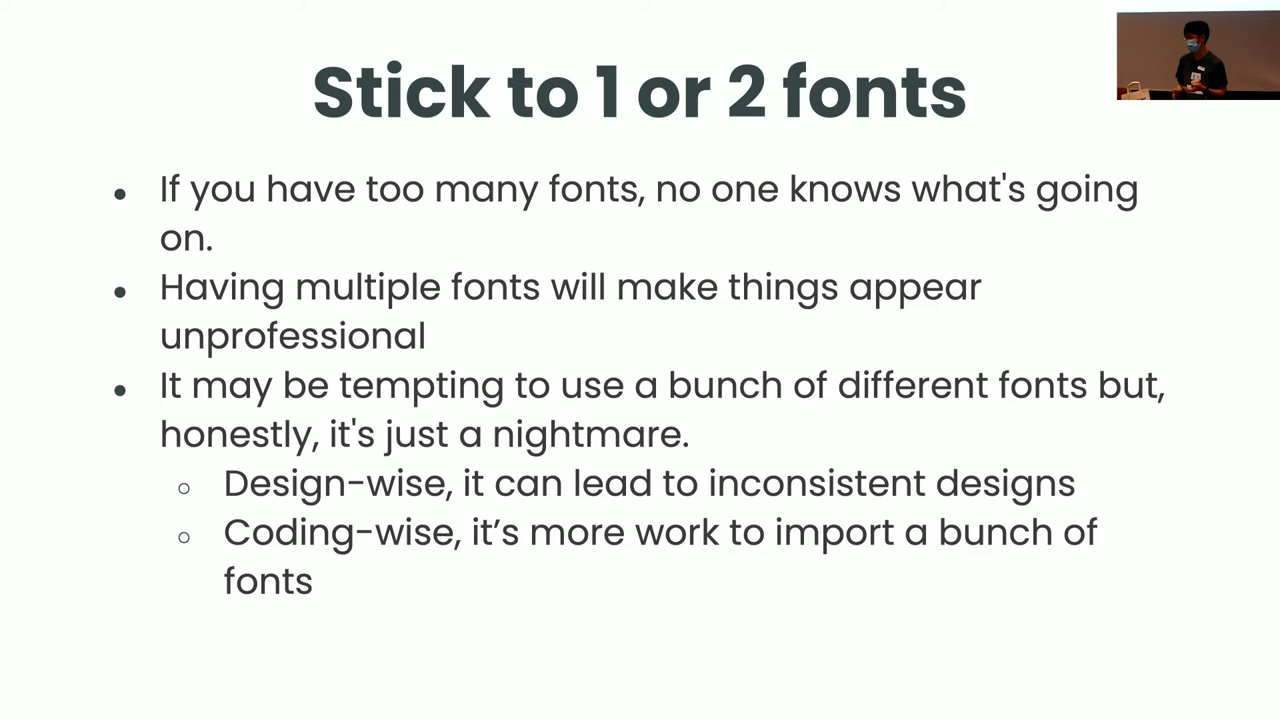 Stick to 1 or 2 fonts
● If you have too many fonts, no one knows what's going
on.
● Having multiple fonts will make things appear
unprofessional
● It may be tempting to use a bunch of different fonts but,
honestly, it's just a nightmare.
○ Design-wise, it can lead to inconsistent designs
○ Coding-wise, it’s more work to import a bunch of
fonts